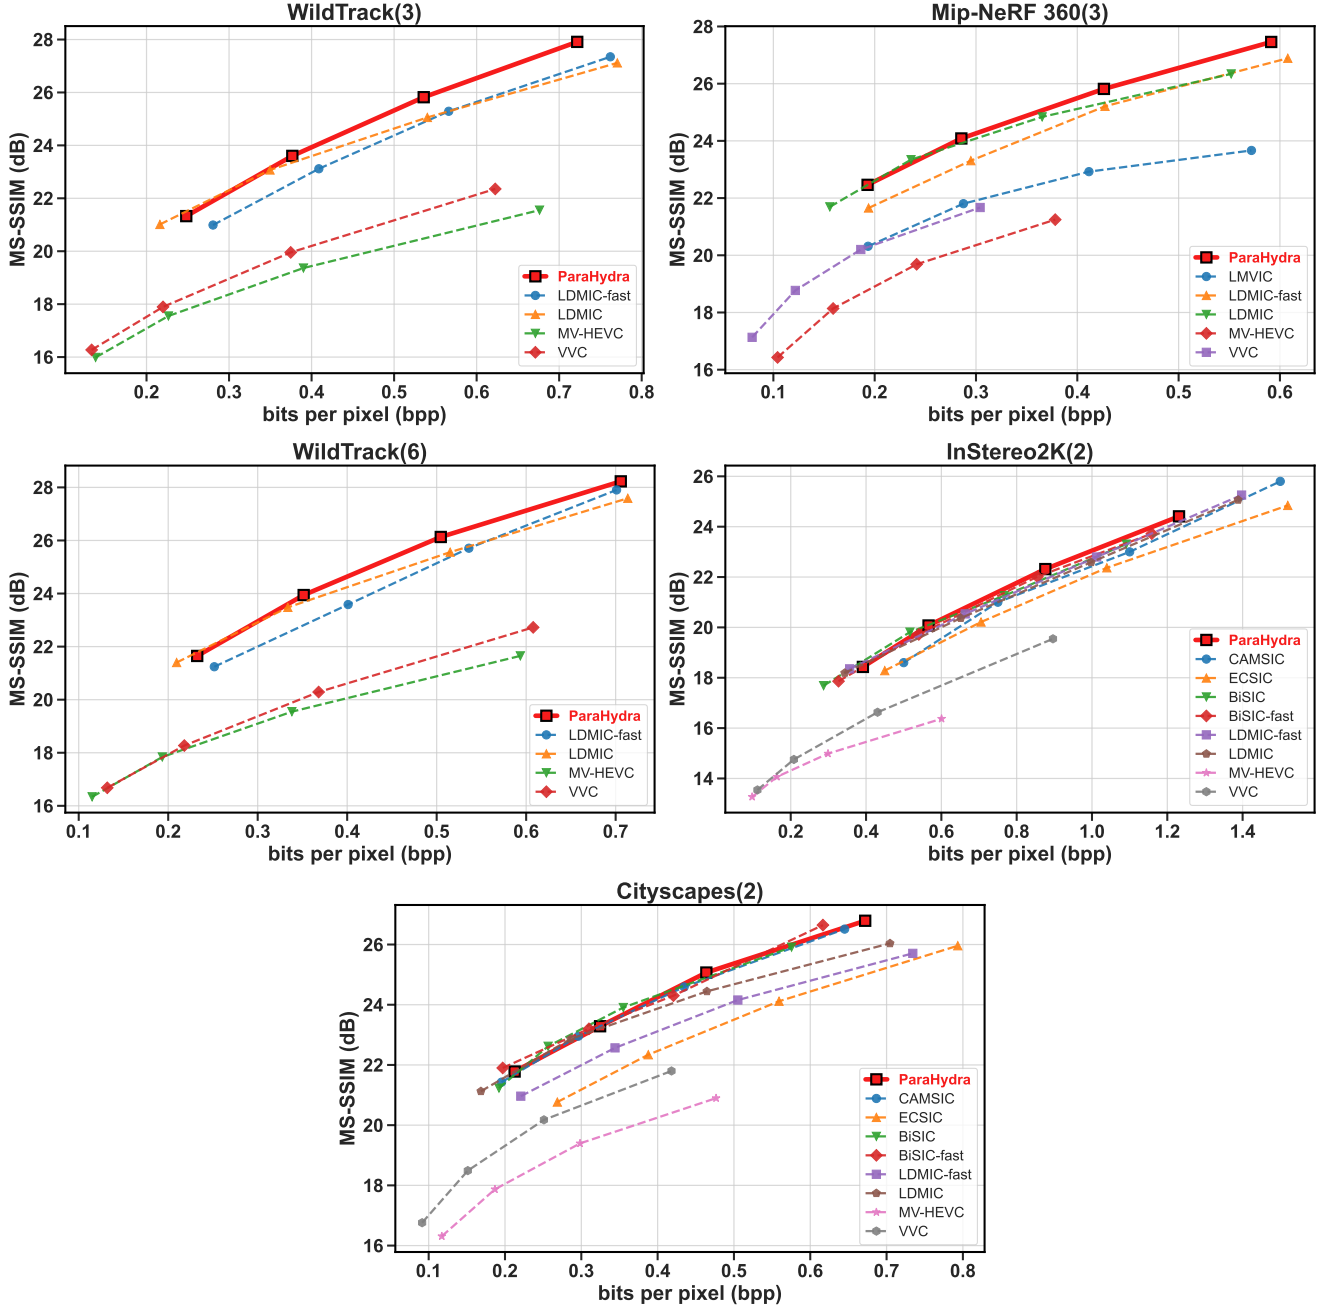 WildTrack(3)
MS-SSIM (dB)
28
26
24
22
20
18
16
0.2 0.3 0.4 0.5 0.6 0.7 0.8
bits per pixel (bpp)
ParaHydra
LDMIC-fast
LDMIC
MV-HEVC
VVC
Mip-NeRF 360(3)
MS-SSIM (dB)
28
26
24
22
20
18
16
0.1 0.2 0.3 0.4 0.5 0.6
bits per pixel (bpp)
ParaHydra
LMVIC
LDMIC-fast
LDMIC
MV-HEVC
VVC
WildTrack(6)
MS-SSIM (dB)
28
26
24
22
20
18
16
0.1 0.2 0.3 0.4 0.5 0.6 0.7
bits per pixel (bpp)
ParaHydra
LDMIC-fast
LDMIC
MV-HEVC
VVC
InStereo2K(2)
MS-SSIM (dB)
26
24
22
20
18
16
14
0.2 0.4 0.6 0.8 1.0 1.2 1.4
bits per pixel (bpp)
ParaHydra
CAMSIC
ECSIC
BiSIC
BiSIC-fast
LDMIC-fast
LDMIC
MV-HEVC
VVC
Cityscapes(2)
MS-SSIM (dB)
26
24
22
20
18
16
0.1 0.2 0.3 0.4 0.5 0.6 0.7 0.8
bits per pixel (bpp)
ParaHydra
CAMSIC
ECSIC
BiSIC
BiSIC-fast
LDMIC-fast
LDMIC
MV-HEVC
VVC